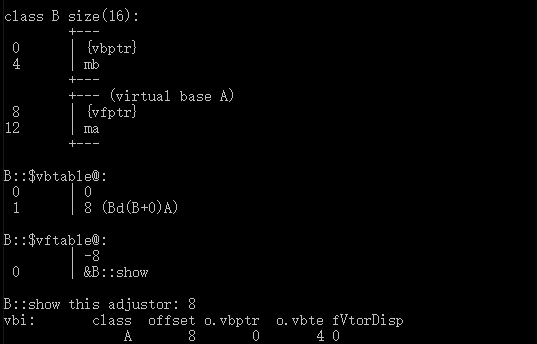 class B size(16):
        +---
 0      | {vbptr}
 4      | mb
        +---
        +--- (virtual base A)
 8      | {vfptr}
12      | ma
        +---
B::$vbtable@:
 0      | 0
 1      | 8 (Bd(B+0)A)
B::$vftable@:
        | -8
 0      | &B::show
B::show this adjustor: 8
vbi:       class  offset o.vbptr  o.vbte fVtorDisp
               A       8       0       4 0